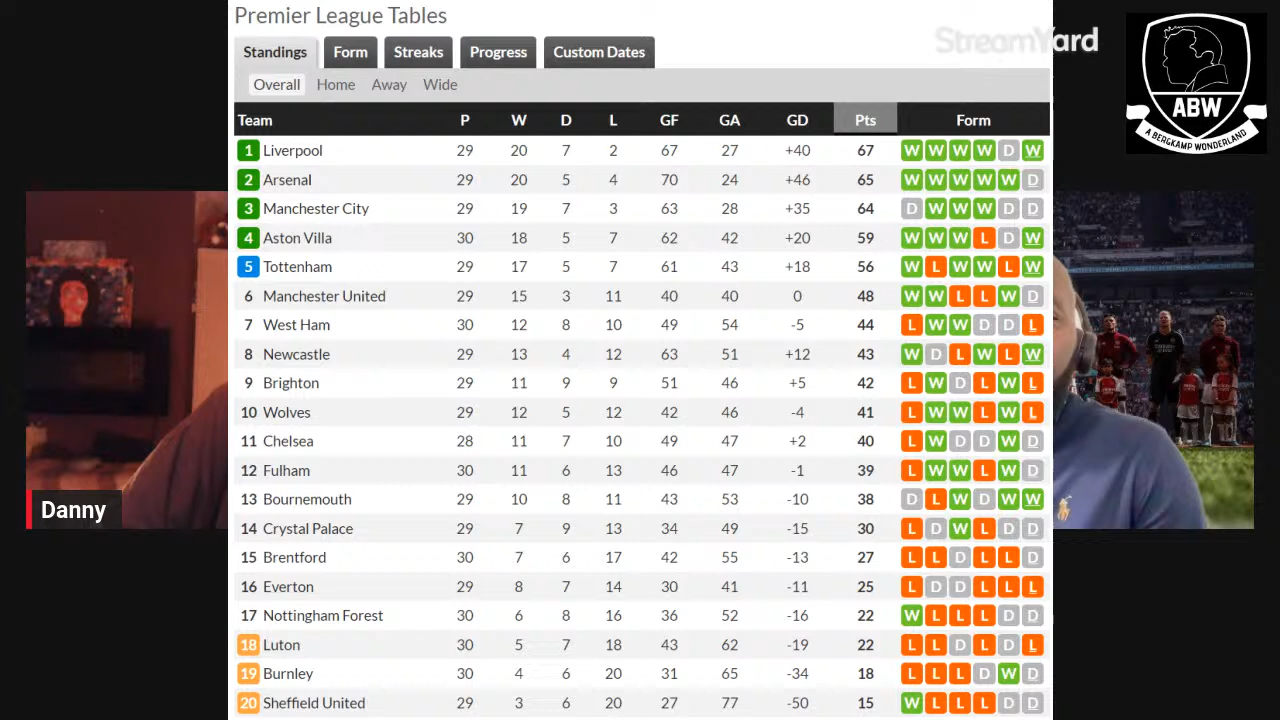 Premier League Tables
StreamYard
Standings Form Streaks Progress Custom Dates
Overall Home Away Wide
ABW
A BERGKAMP WONDERLAND
Team P W D L GF GA GD Pts Form
1 Liverpool 29 20 7 2 67 27 +40 67 W W W W D W
2 Arsenal 29 20 5 4 70 24 +46 65 W W W W W D
3 Manchester City 29 19 7 3 63 28 +35 64 D W W W D D
4 Aston Villa 30 18 5 7 62 42 +20 59 W W W L D W
5 Tottenham 29 17 5 7 61 43 +18 56 W L W W L W
6 Manchester United 29 15 3 11 40 40 0 48 W W L L W D
7 West Ham 30 12 8 10 49 54 -5 44 L W W D D L
8 Newcastle 29 13 4 12 63 51 +12 43 W D L W L W
9 Brighton 29 11 9 9 51 46 +5 42 L W D L W L
10 Wolves 29 12 5 12 42 46 -4 41 L W W L W L
11 Chelsea 28 11 7 10 49 47 +2 40 L W D D W D
12 Fulham 30 11 6 13 46 47 -1 39 L W W L W D
13 Bournemouth 29 10 8 11 43 53 -10 38 D L W D W W
14 Crystal Palace 29 7 9 13 34 49 -15 30 L D W L D D
15 Brentford 30 7 6 17 42 55 -13 27 L L D L L D
16 Everton 29 8 7 14 30 41 -11 25 L D D L L L
17 Nottingham Forest 30 6 8 16 36 52 -16 22 W L L L D D
18 Luton 30 5 7 18 43 62 -19 22 L L D L D L
19 Burnley 30 4 6 20 31 65 -34 18 L L L D W D
20 Sheffield United 29 3 6 20 27 77 -50 15 W L L L D D
Danny